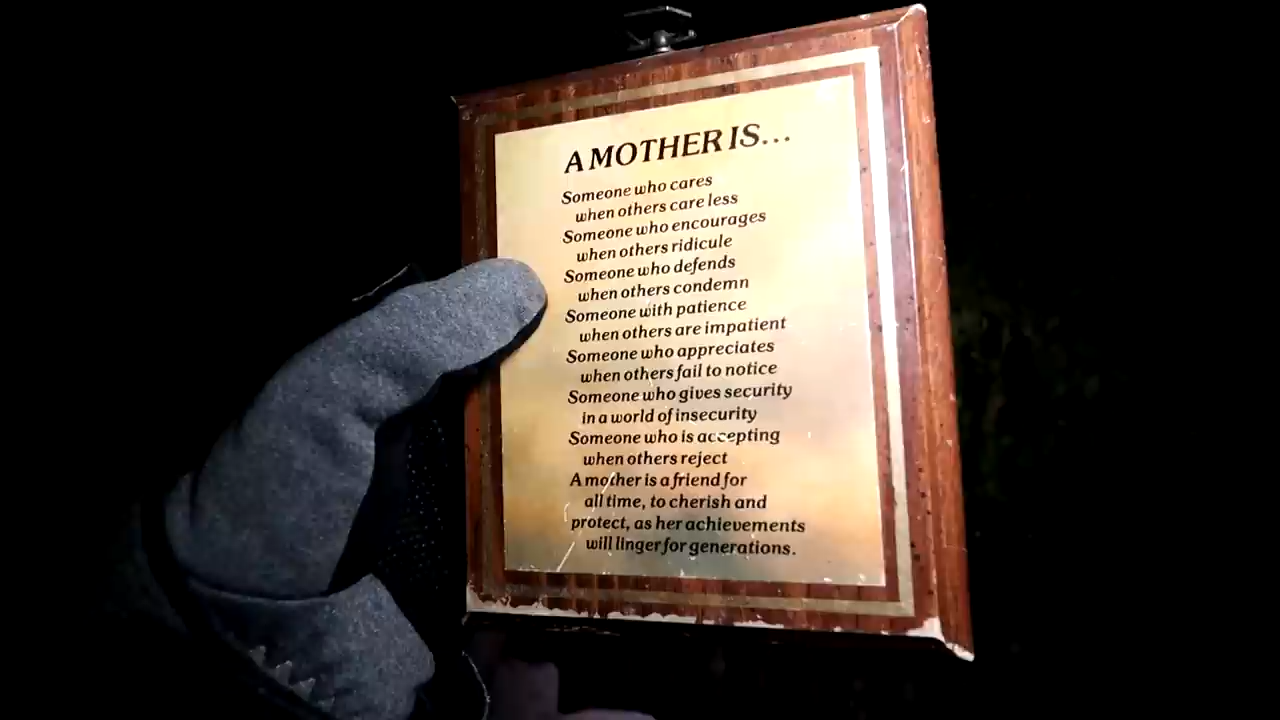 A MOTHER IS...
Someone who cares
when others care less
Someone who encourages
when others ridicule
Someone who defends
when others condemn
Someone with patience
when others are impatient
Someone who appreciates
when others fail to notice
Someone who gives security
in a world of insecurity
Someone who is accepting
when others reject
A mother is a friend for
all time, to cherish and
protect, as her achievements
will linger for generations.